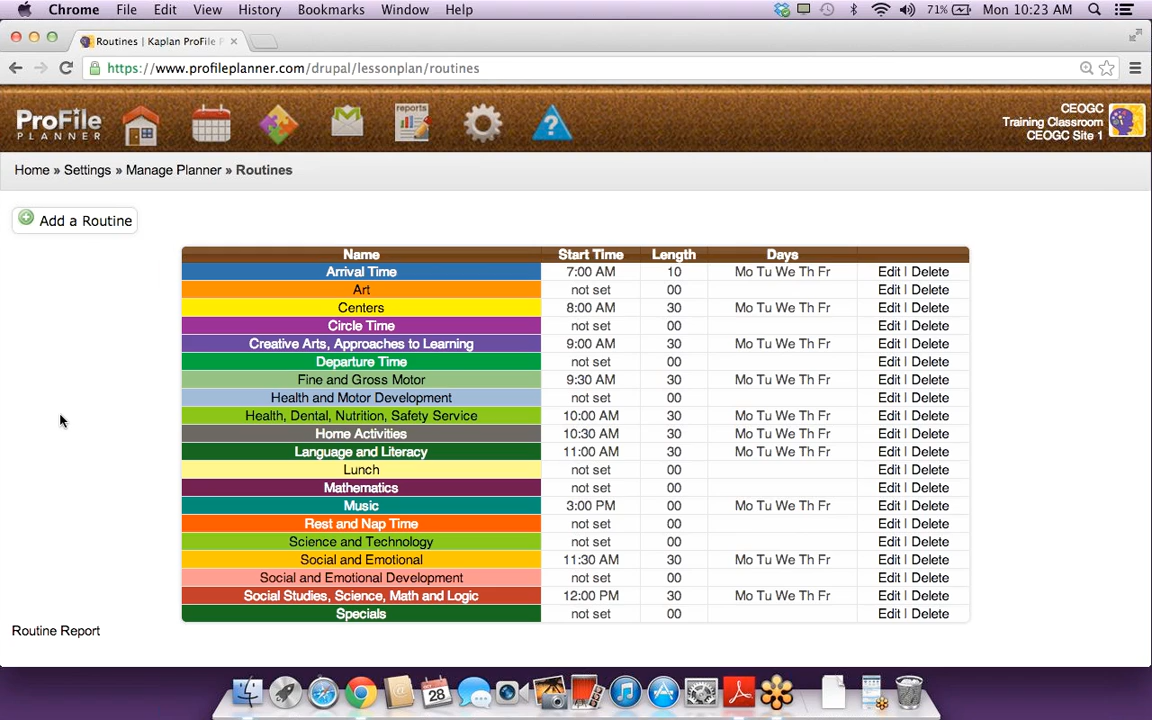 Chrome File Edit View History Bookmarks Window Help 71% Mon 10:23 AM
Routines | Kaplan ProFile P
https://www.profileplanner.com/drupal/lessonplan/routines
ProFile PLANNER
reports
CEOGC
Training Classroom
CEOGC Site 1
Home » Settings » Manage Planner » Routines
Add a Routine
Name Start Time Length Days
Arrival Time 7:00 AM 10 Mo Tu We Th Fr Edit | Delete
Art not set 00 Edit | Delete
Centers 8:00 AM 30 Mo Tu We Th Fr Edit | Delete
Circle Time not set 00 Edit | Delete
Creative Arts, Approaches to Learning 9:00 AM 30 Mo Tu We Th Fr Edit | Delete
Departure Time not set 00 Edit | Delete
Fine and Gross Motor 9:30 AM 30 Mo Tu We Th Fr Edit | Delete
Health and Motor Development not set 00 Edit | Delete
Health, Dental, Nutrition, Safety Service 10:00 AM 30 Mo Tu We Th Fr Edit | Delete
Home Activities 10:30 AM 30 Mo Tu We Th Fr Edit | Delete
Language and Literacy 11:00 AM 30 Mo Tu We Th Fr Edit | Delete
Lunch not set 00 Edit | Delete
Mathematics not set 00 Edit | Delete
Music 3:00 PM 00 Mo Tu We Th Fr Edit | Delete
Rest and Nap Time not set 00 Edit | Delete
Science and Technology not set 00 Edit | Delete
Social and Emotional 11:30 AM 30 Mo Tu We Th Fr Edit | Delete
Social and Emotional Development not set 00 Edit | Delete
Social Studies, Science, Math and Logic 12:00 PM 30 Mo Tu We Th Fr Edit | Delete
Specials not set 00 Edit | Delete
Routine Report
28